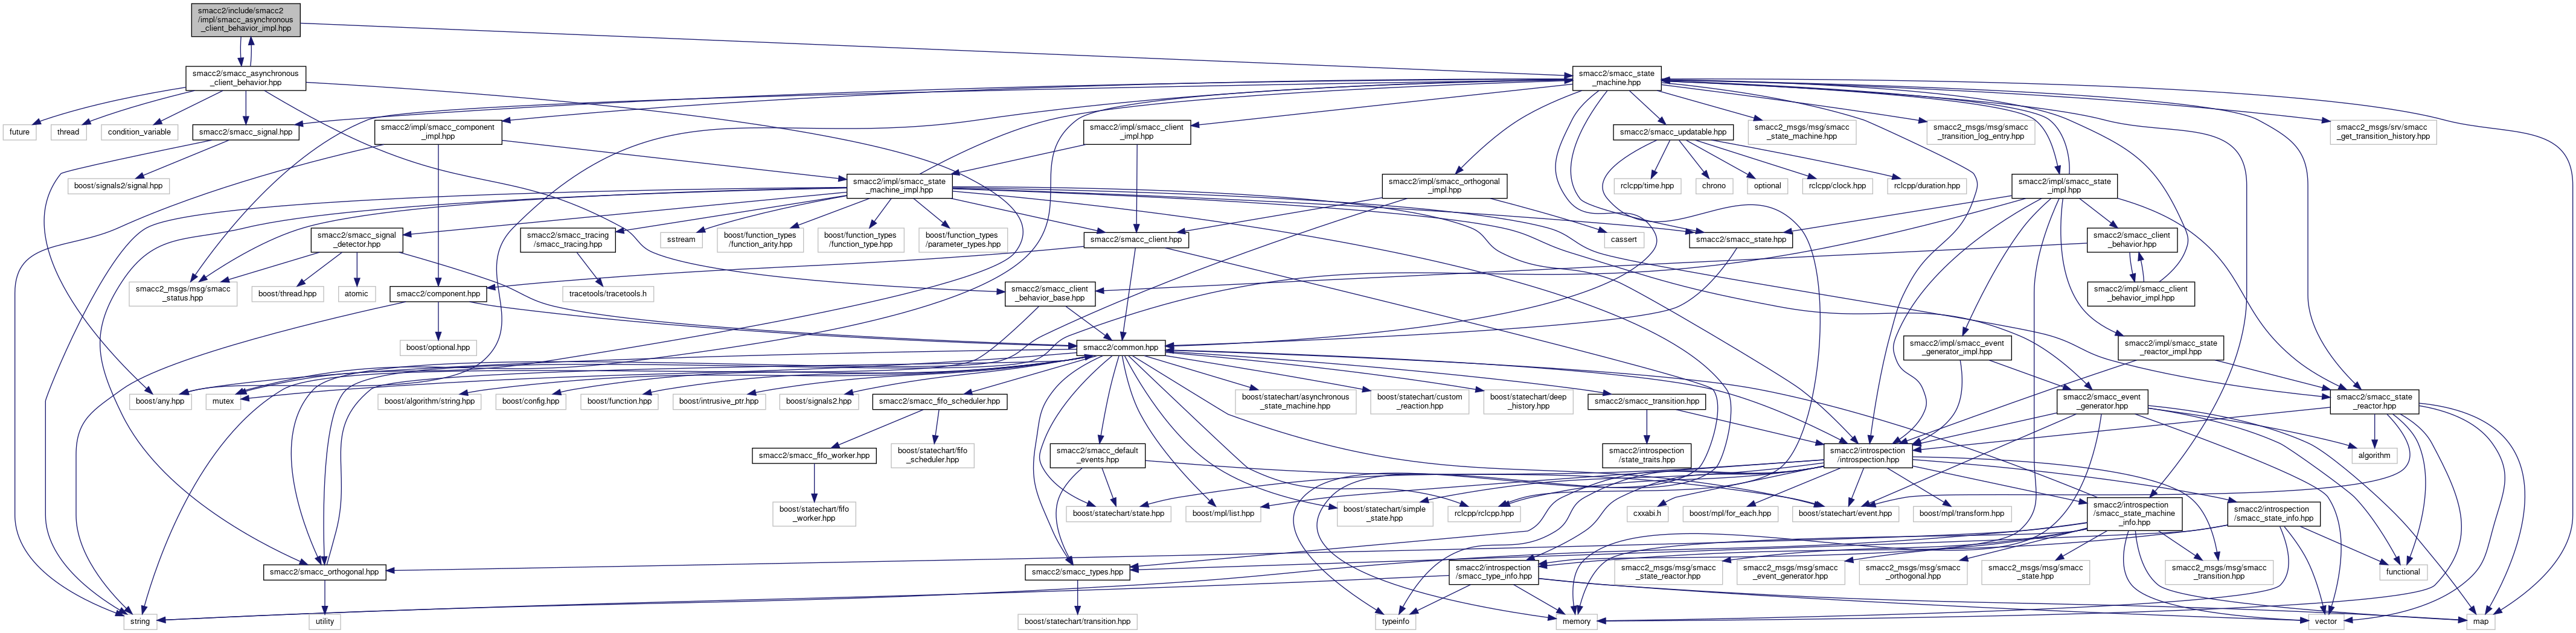 smacc2/include/smacc2
/impl/smacc_asynchronous
_client_behavior_impl.hpp
smacc2/smacc_asynchronous
_client_behavior.hpp
smacc2/smacc_state
_machine.hpp
future
thread
condition_variable
smacc2/smacc_signal.hpp
smacc2/impl/smacc_component
_impl.hpp
smacc2/impl/smacc_client
_impl.hpp
smacc2/smacc_updatable.hpp
smacc2_msgs/msg/smacc
_state_machine.hpp
smacc2_msgs/msg/smacc
_transition_log_entry.hpp
smacc2_msgs/srv/smacc
_get_transition_history.hpp
boost/signals2/signal.hpp
smacc2/impl/smacc_state
_machine_impl.hpp
smacc2/impl/smacc_orthogonal
_impl.hpp
rclcpp/time.hpp
chrono
optional
rclcpp/clock.hpp
rclcpp/duration.hpp
smacc2/impl/smacc_state
_impl.hpp
smacc2/smacc_signal
_detector.hpp
smacc2/smacc_tracing
/smacc_tracing.hpp
sstream
boost/function_types
/function_arity.hpp
boost/function_types
/function_type.hpp
boost/function_types
/parameter_types.hpp
smacc2/smacc_client.hpp
cassert
smacc2/smacc_state.hpp
smacc2/smacc_client
_behavior.hpp
smacc2_msgs/msg/smacc
_status.hpp
boost/thread.hpp
atomic
smacc2/component.hpp
tracetools/tracetools.h
smacc2/smacc_client
_behavior_base.hpp
smacc2/impl/smacc_client
_behavior_impl.hpp
boost/optional.hpp
smacc2/common.hpp
smacc2/impl/smacc_event
_generator_impl.hpp
smacc2/impl/smacc_state
_reactor_impl.hpp
boost/any.hpp
mutex
boost/algorithm/string.hpp
boost/config.hpp
boost/function.hpp
boost/intrusive_ptr.hpp
boost/signals2.hpp
smacc2/smacc_fifo_scheduler.hpp
boost/statechart/asynchronous
_state_machine.hpp
boost/statechart/custom
_reaction.hpp
boost/statechart/deep
_history.hpp
smacc2/smacc_transition.hpp
smacc2/smacc_event
_generator.hpp
smacc2/smacc_state
_reactor.hpp
smacc2/smacc_fifo_worker.hpp
boost/statechart/fifo
_scheduler.hpp
smacc2/smacc_default
_events.hpp
smacc2/introspection
/state_traits.hpp
smacc2/introspection
/introspection.hpp
algorithm
boost/statechart/fifo
_worker.hpp
boost/statechart/state.hpp
boost/mpl/list.hpp
boost/statechart/simple
_state.hpp
rclcpp/rclcpp.hpp
cxxabi.h
boost/mpl/for_each.hpp
boost/statechart/event.hpp
boost/mpl/transform.hpp
smacc2/introspection
/smacc_state_machine
_info.hpp
smacc2/introspection
/smacc_state_info.hpp
smacc2/smacc_orthogonal.hpp
smacc2/smacc_types.hpp
smacc2/introspection
/smacc_type_info.hpp
smacc2_msgs/msg/smacc
_state_reactor.hpp
smacc2_msgs/msg/smacc
_event_generator.hpp
smacc2_msgs/msg/smacc
_orthogonal.hpp
smacc2_msgs/msg/smacc
_state.hpp
smacc2_msgs/msg/smacc
_transition.hpp
functional
string
utility
boost/statechart/transition.hpp
typeinfo
memory
vector
map